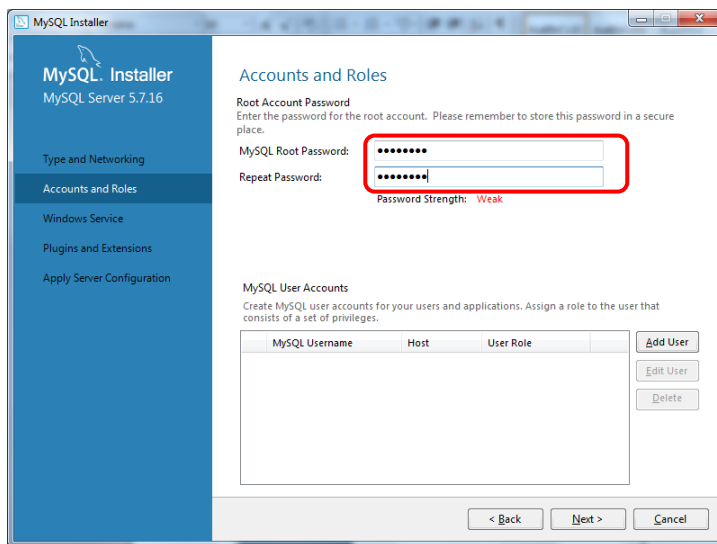 MySQL Installer
MySQL. Installer
MySQL Server 5.7.16
Type and Networking
Accounts and Roles
Windows Service
Plugins and Extensions
Apply Server Configuration
Accounts and Roles
Root Account Password
Enter the password for the root account.  Please remember to store this password in a secure
place.
MySQL Root Password: ●●●●●●●●
Repeat Password: ●●●●●●●●
Password Strength: Weak
MySQL User Accounts
Create MySQL user accounts for your users and applications. Assign a role to the user that
consists of a set of privileges.
MySQL Username Host User Role
Add User
Edit User
Delete
< Back Next > Cancel